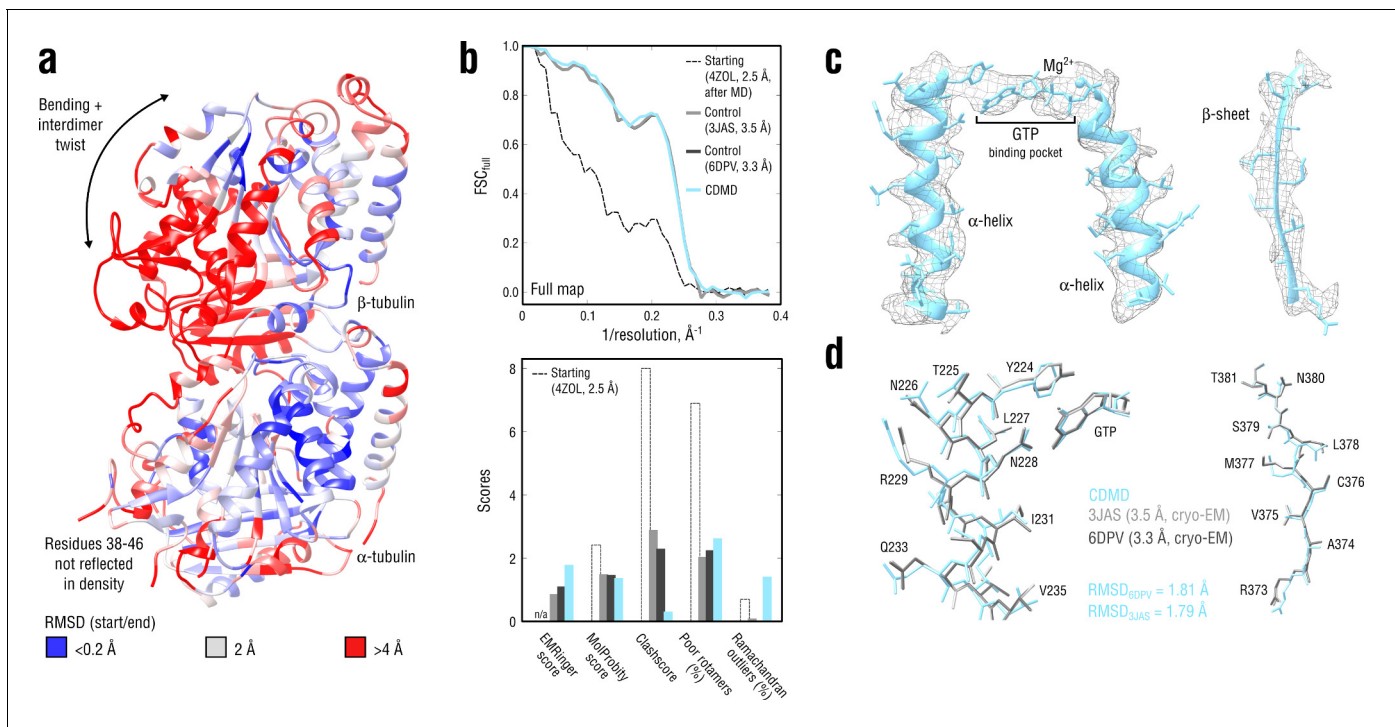 a
Bending +
interdimer
twist
β-tubulin
α-tubulin
Residues 38-46
not reflected
in density
RMSD (start/end)
<0.2 Å
2 Å
>4 Å
b
1.0
0.8
0.6
0.4
0.2
0.0
FSCfull
Starting
(4ZOL, 2.5 Å,
after MD)
Control
(3JAS, 3.5 Å)
Control
(6DPV, 3.3 Å)
CDMD
Full map
0
0.1
0.2
0.3
0.4
1/resolution, Å-1
8
6
4
2
0
Scores
Starting
(4ZOL, 2.5 Å)
n/a
EMRinger
score
MolProbity
score
Clashscore
Poor rotamers
(%)
Ramachandran
outliers (%)
c
Mg2+
GTP
binding pocket
α-helix
α-helix
β-sheet
d
T225
Y224
N226
L227
GTP
R229
N228
I231
Q233
V235
CDMD
3JAS (3.5 Å, cryo-EM)
6DPV (3.3 Å, cryo-EM)
RMSD6DPV = 1.81 Å
RMSD3JAS = 1.79 Å
T381
N380
S379
L378
M377
C376
V375
A374
R373